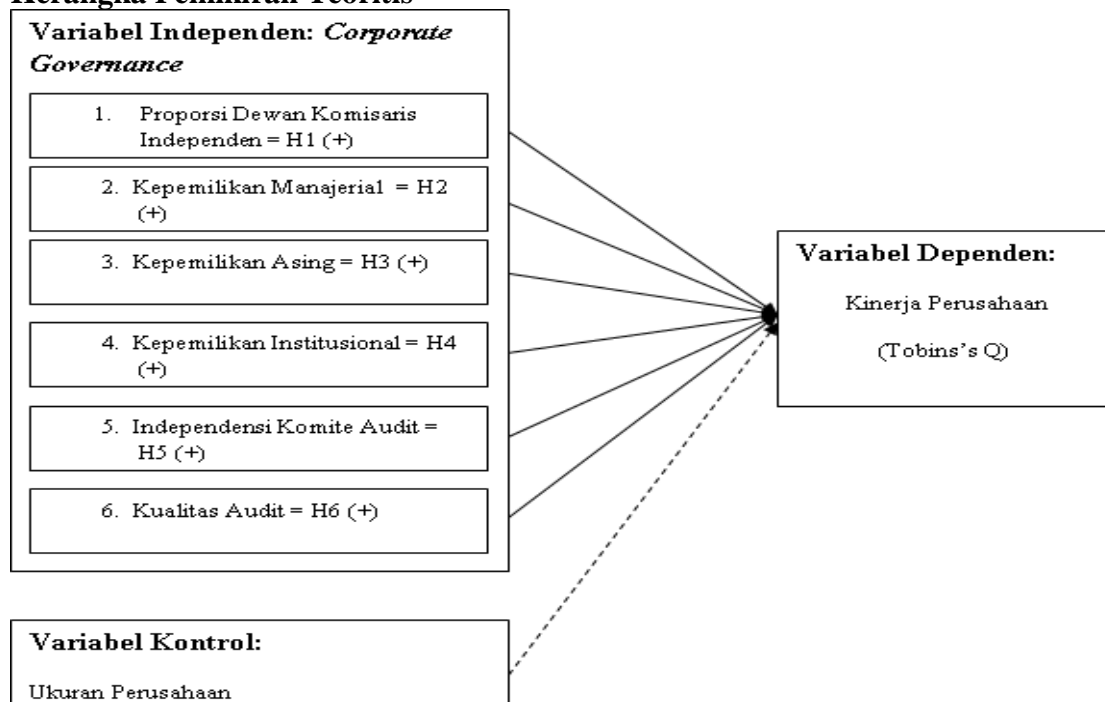 Kerangka Pemikiran Teoritis
Variabel Independen: Corporate
Governance
1. Proporsi Dewan Komisaris
Independen = H1 (+)
2. Kepemilikan Manajerial = H2
(+)
3. Kepemilikan Asing = H3 (+)
4. Kepemilikan Institusional = H4
(+)
5. Independensi Komite Audit =
H5 (+)
6. Kualitas Audit = H6 (+)
Variabel Dependen:
Kinerja Perusahaan
(Tobins's Q)
Variabel Kontrol:
Ukuran Perusahaan